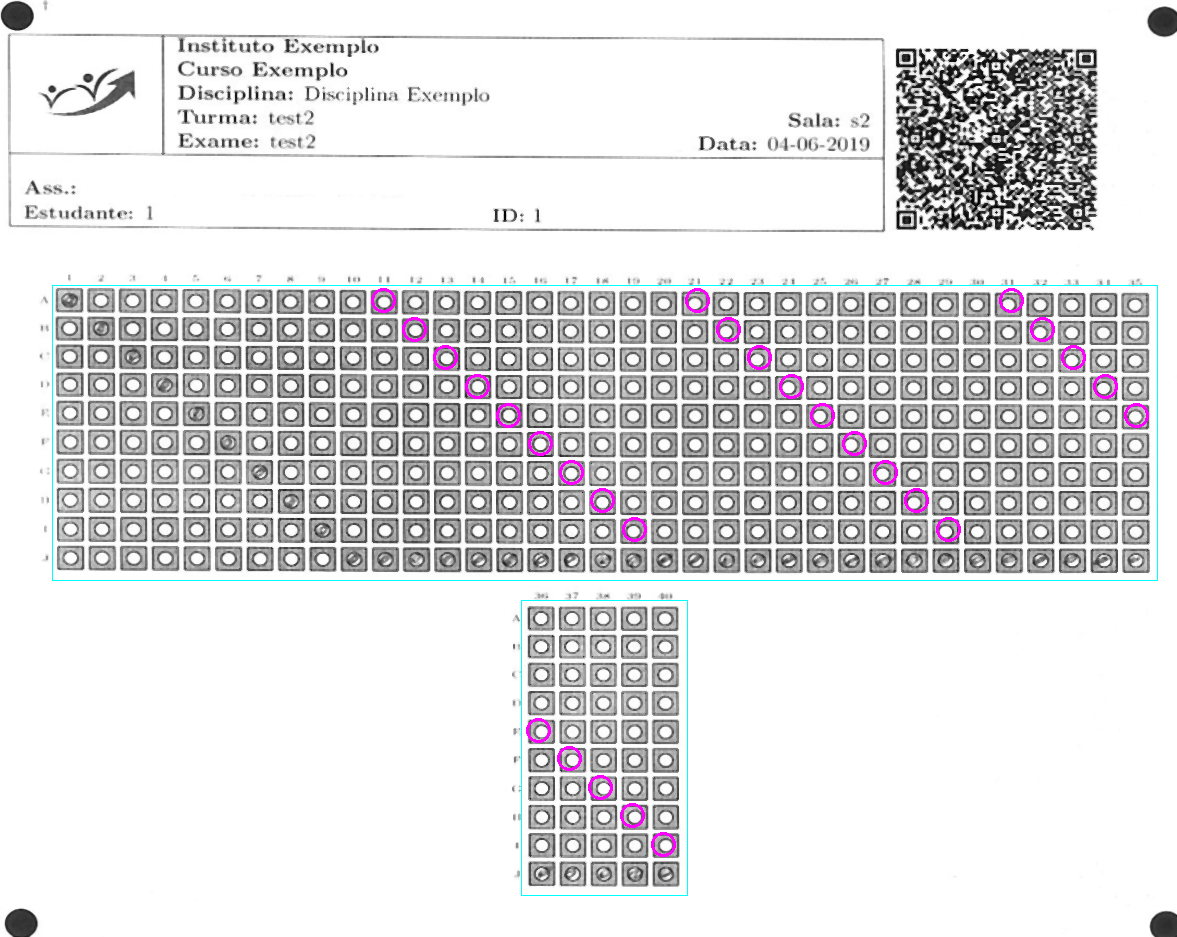 Instituto Exemplo
Curso Exemplo
Disciplina: Disciplina Exemplo
Turma: test2
Sala: s2
Exame: test2
Data: 04-06-2019
Ass.:
Estudante: 1
ID: 1
1 2 3 4 5 6 7 8 9 10 11 12 13 14 15 16 17 18 19 20 21 22 23 24 25 26 27 28 29 30 31 32 33 34 35
A
B
C
D
E
F
G
H
I
J
36 37 38 39 40
A
B
C
D
E
F
G
H
I
J